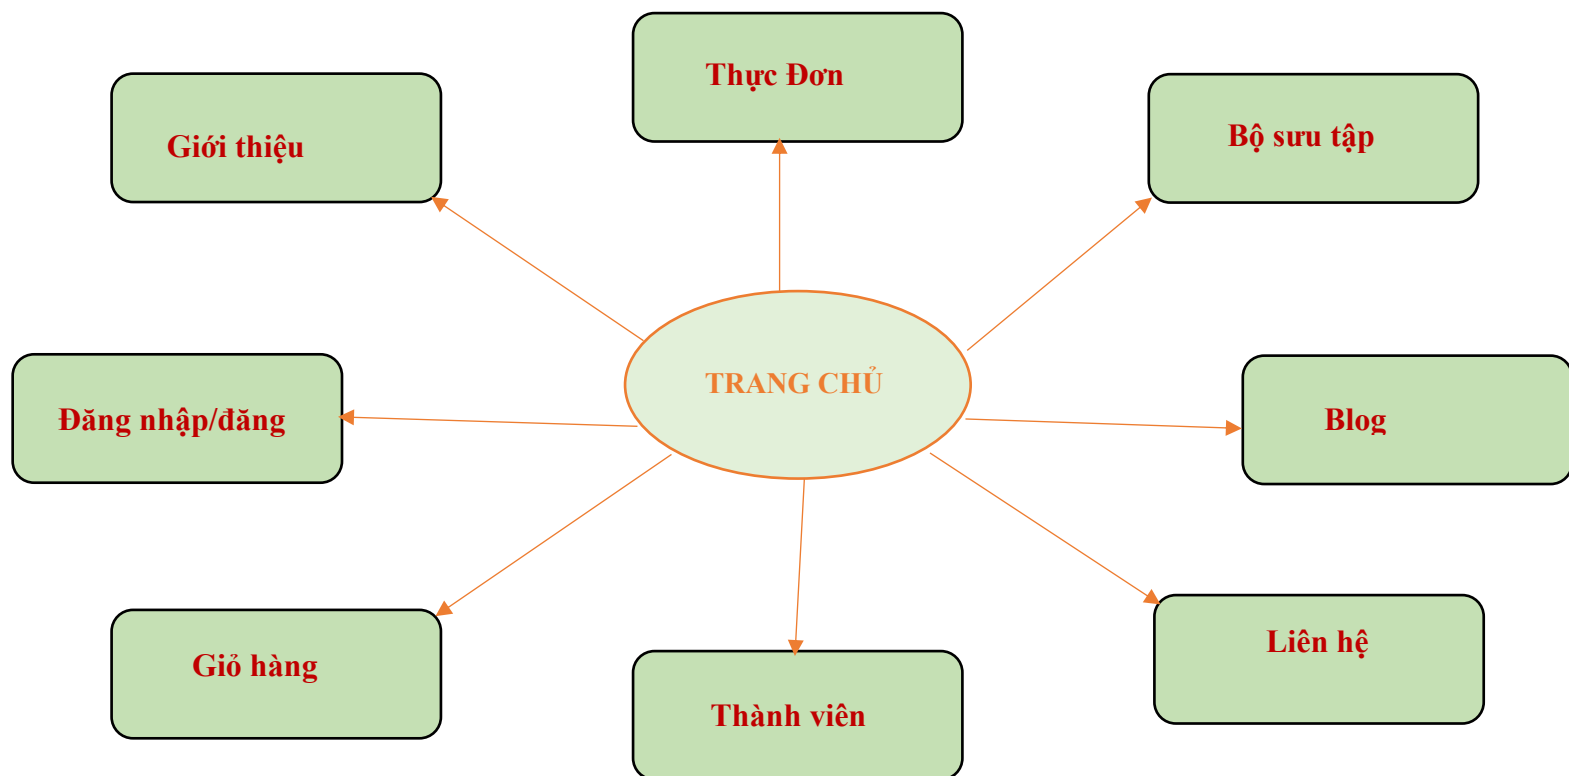 Thực Đơn
Giới thiệu
Bộ sưu tập
TRANG CHỦ
Đăng nhập/đăng
Blog
Giỏ hàng
Liên hệ
Thành viên